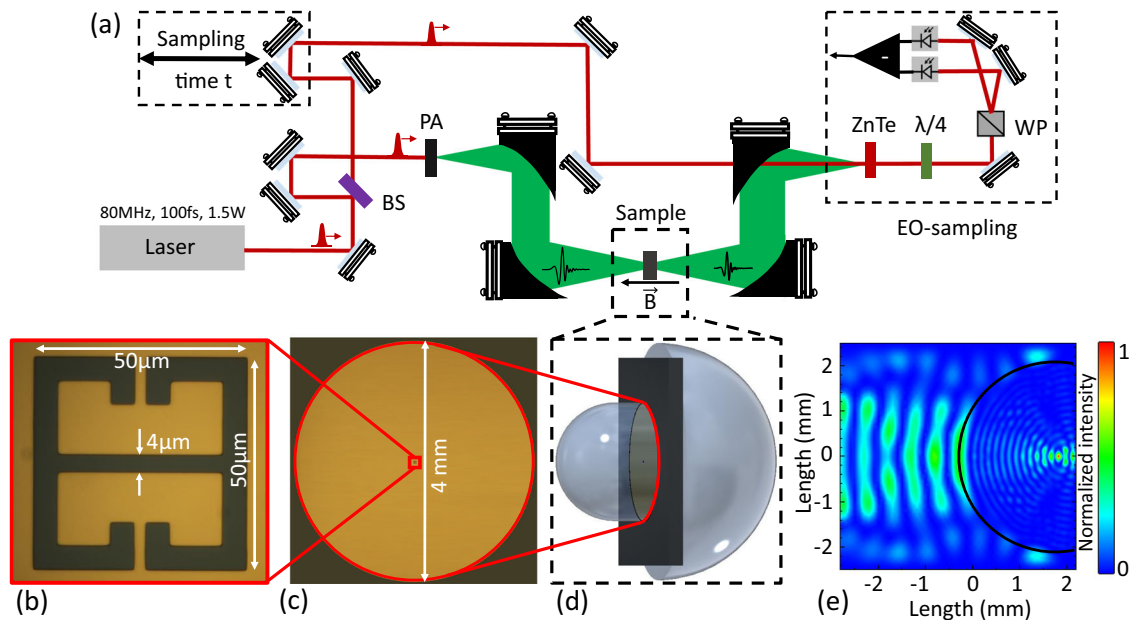 (a)
Sampling
time t
PA
BS
80MHz, 100fs, 1.5W
Laser
Sample
B
ZnTe
λ/4
WP
EO-sampling
-
50µm
4µm
50µm
(b)
4 mm
(c)
(d)
Length (mm)
2
1
0
-1
-2
-2
-1
0
1
2
Length (mm)
(e)
Normalized intensity
1
0